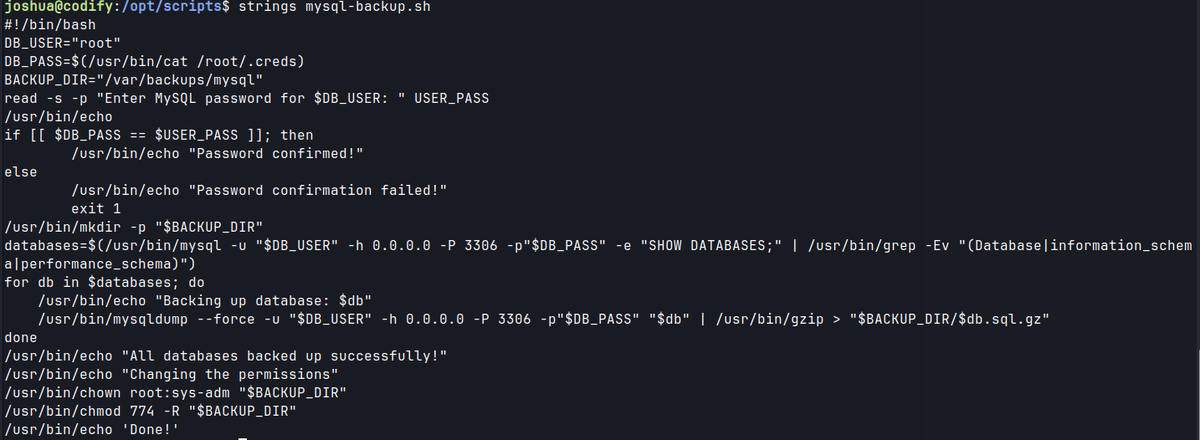 joshua@codify:/opt/scripts$ strings mysql-backup.sh
#!/bin/bash
DB_USER="root"
DB_PASS=$(/usr/bin/cat /root/.creds)
BACKUP_DIR="/var/backups/mysql"
read -s -p "Enter MySQL password for $DB_USER: " USER_PASS
/usr/bin/echo
if [[ $DB_PASS == $USER_PASS ]]; then
        /usr/bin/echo "Password confirmed!"
else
        /usr/bin/echo "Password confirmation failed!"
        exit 1
/usr/bin/mkdir -p "$BACKUP_DIR"
databases=$(/usr/bin/mysql -u "$DB_USER" -h 0.0.0.0 -P 3306 -p"$DB_PASS" -e "SHOW DATABASES;" | /usr/bin/grep -Ev "(Database|information_schem
a|performance_schema)")
for db in $databases; do
    /usr/bin/echo "Backing up database: $db"
    /usr/bin/mysqldump --force -u "$DB_USER" -h 0.0.0.0 -P 3306 -p"$DB_PASS" "$db" | /usr/bin/gzip > "$BACKUP_DIR/$db.sql.gz"
done
/usr/bin/echo "All databases backed up successfully!"
/usr/bin/echo "Changing the permissions"
/usr/bin/chown root:sys-adm "$BACKUP_DIR"
/usr/bin/chmod 774 -R "$BACKUP_DIR"
/usr/bin/echo 'Done!'